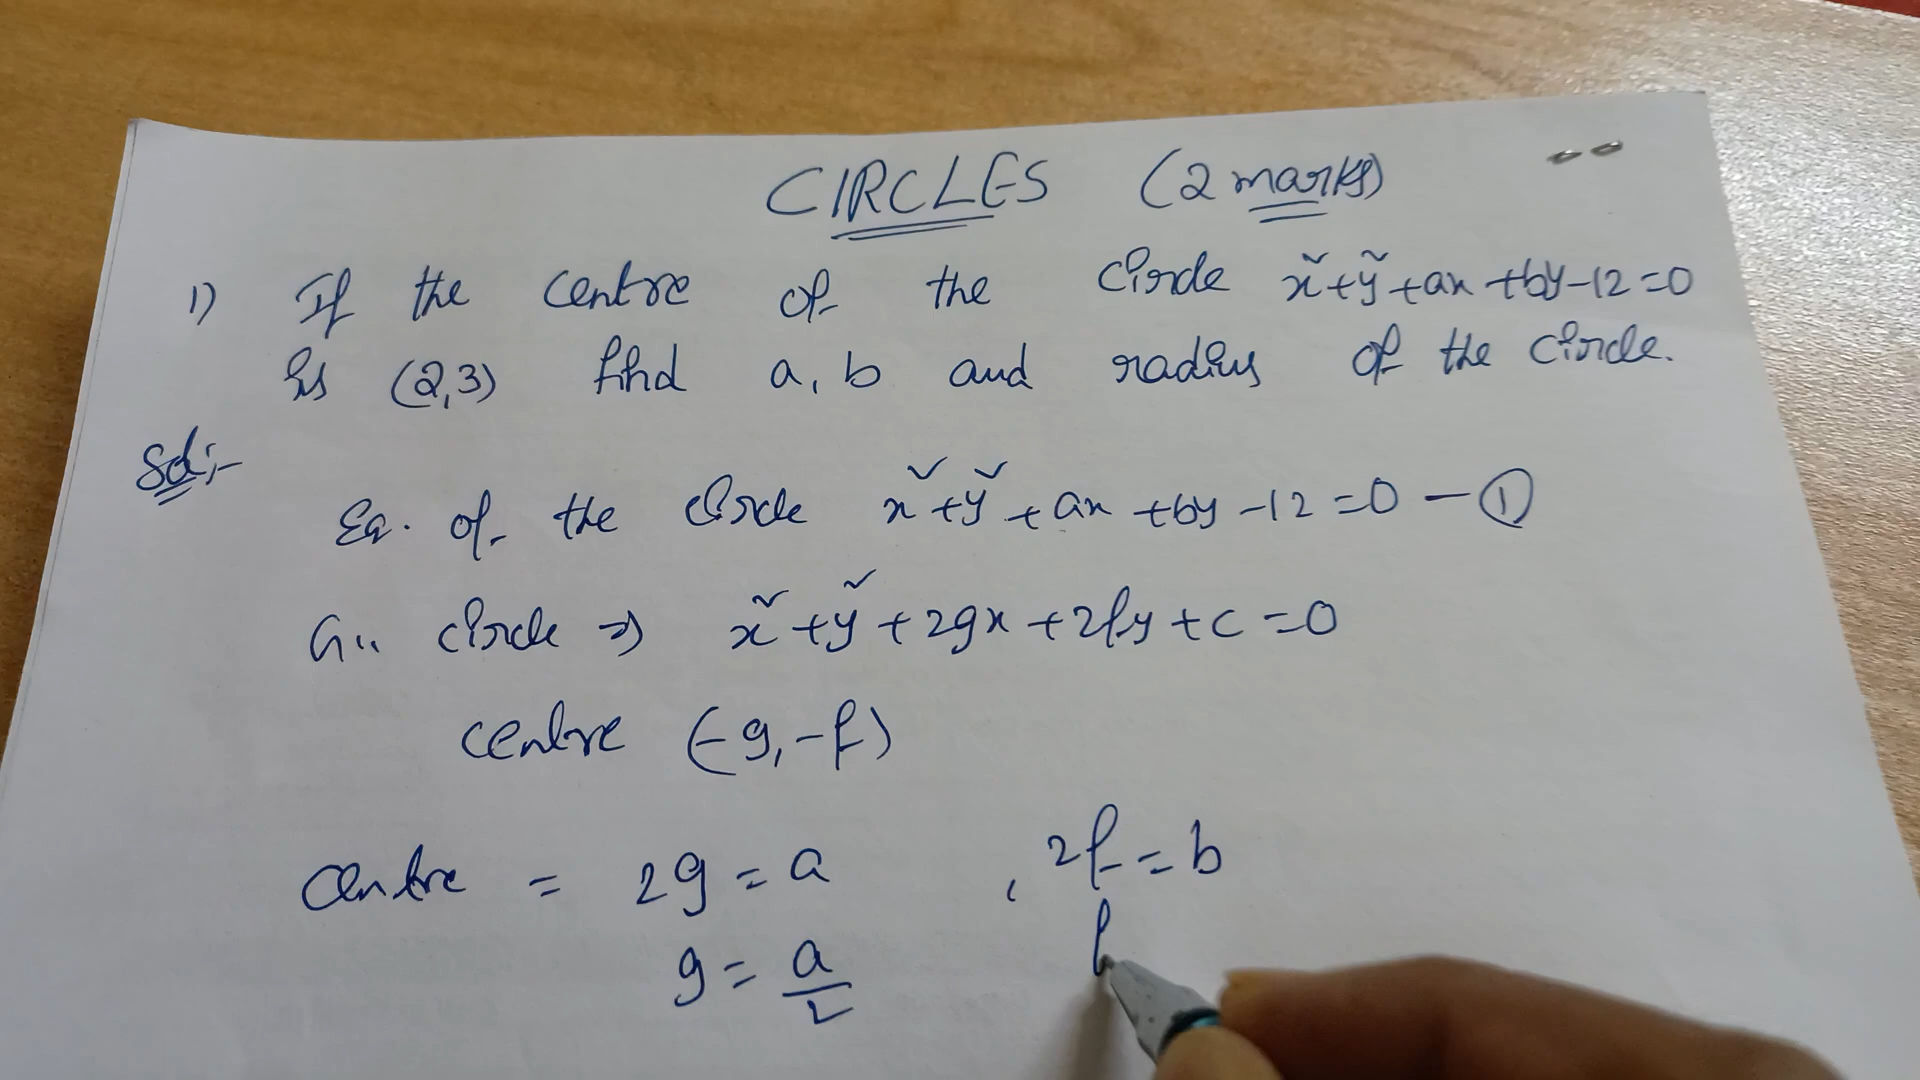 CIRCLES (2 marks)
1) If the centre of the circle x²+y²+ax+by-12=0
is (2,3) find a, b and radius of the circle.
Sol:-
Eq. of the circle x²+y²+ax+by-12=0 — ①
G.. circle ⇒ x²+y²+2gx+2fy+c=0
centre (-g,-f)
centre = 2g=a , 2f=b
g=a/2 f